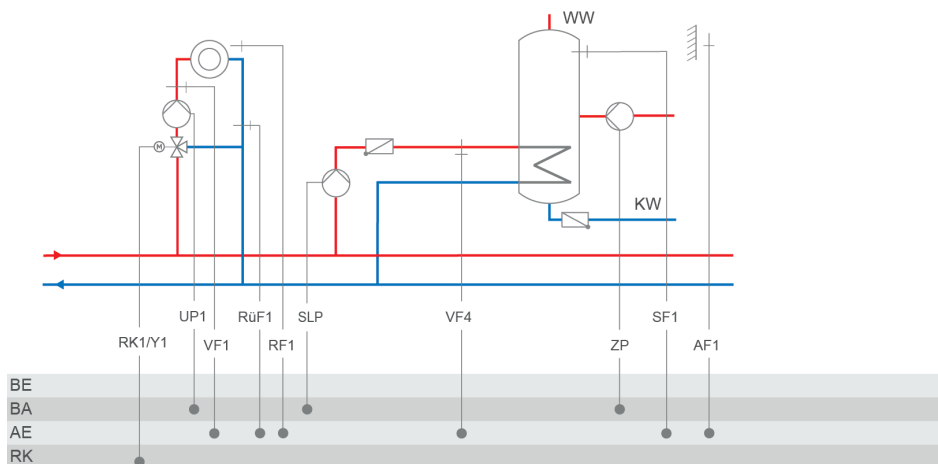 WW
M
KW
UP1 RüF1 SLP VF4 SF1
RK1/Y1 VF1 RF1 ZP AF1
BE
BA
AE
RK